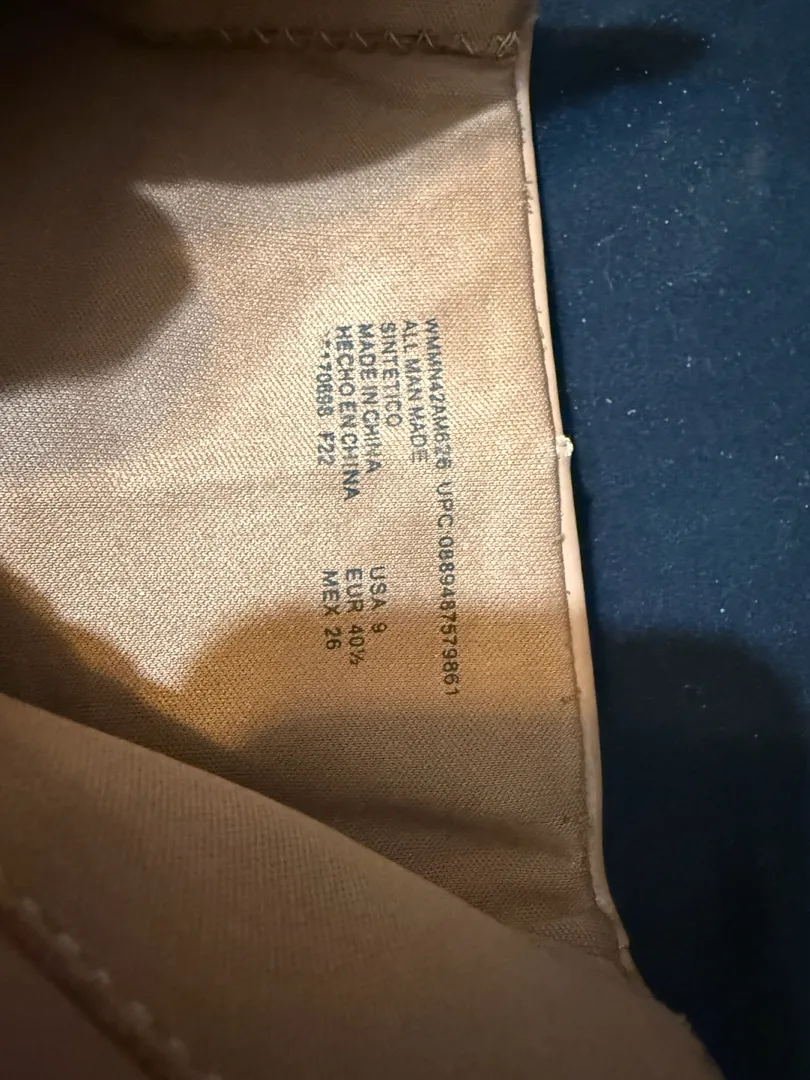 WMMN42AM626 UPC 0889487579861
ALL MAN MADE
SINTETICO
MADE IN CHINA USA 9
HECHO EN CHINA EUR 40½
F22 MEX 26